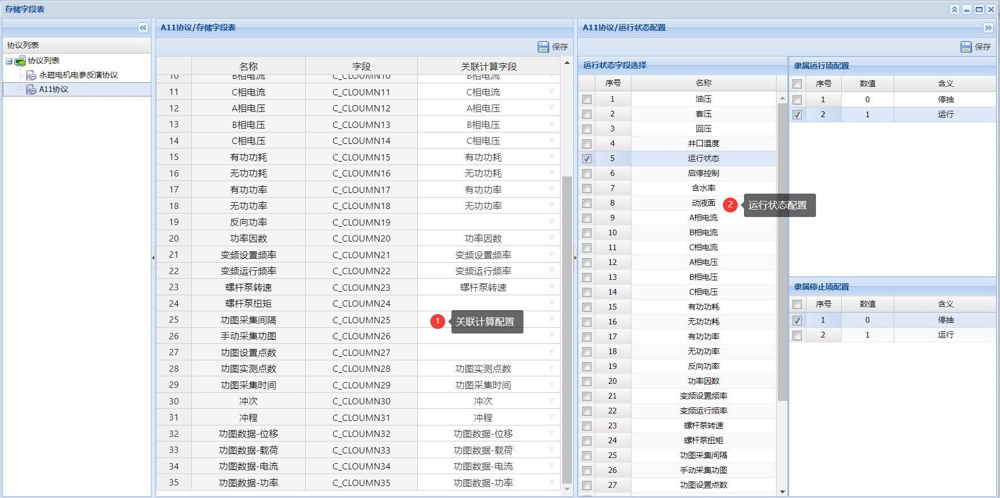 存储字段表
A11协议/存储字段表
A11协议/运行状态配置
协议列表
协议列表
永磁电机电参反演协议
A11协议
保存
名称 字段 关联计算字段
10 B相电流 C_CLOUMN10 B相电流
11 C相电流 C_CLOUMN11 C相电流
12 A相电压 C_CLOUMN12 A相电压
13 B相电压 C_CLOUMN13 B相电压
14 C相电压 C_CLOUMN14 C相电压
15 有功功耗 C_CLOUMN15 有功功耗
16 无功功耗 C_CLOUMN16 无功功耗
17 有功功率 C_CLOUMN17 有功功率
18 无功功率 C_CLOUMN18 无功功率
19 反向功率 C_CLOUMN19
20 功率因数 C_CLOUMN20 功率因数
21 变频设置频率 C_CLOUMN21 变频设置频率
22 变频运行频率 C_CLOUMN22 变频运行频率
23 螺杆泵转速 C_CLOUMN23 螺杆泵转速
24 螺杆泵扭矩 C_CLOUMN24
25 功图采集间隔 C_CLOUMN25
26 手动采集功图 C_CLOUMN26
27 功图设置点数 C_CLOUMN27
28 功图实测点数 C_CLOUMN28 功图实测点数
29 功图采集时间 C_CLOUMN29 功图采集时间
30 冲次 C_CLOUMN30 冲次
31 冲程 C_CLOUMN31 冲程
32 功图数据-位移 C_CLOUMN32 功图数据-位移
33 功图数据-载荷 C_CLOUMN33 功图数据-载荷
34 功图数据-电流 C_CLOUMN34 功图数据-电流
35 功图数据-功率 C_CLOUMN35 功图数据-功率
1 关联计算配置
保存
运行状态字段选择
序号 名称
1 油压
2 套压
3 回压
4 井口温度
5 运行状态
6 启停控制
7 含水率
8 动液面
9 A相电流
10 B相电流
11 C相电流
12 A相电压
13 B相电压
14 C相电压
15 有功功耗
16 无功功耗
17 有功功率
18 无功功率
19 反向功率
20 功率因数
21 变频设置频率
22 变频运行频率
23 螺杆泵转速
24 螺杆泵扭矩
25 功图采集间隔
26 手动采集功图
27 功图设置点数
2 运行状态配置
隶属运行项配置
序号 数值 含义
1 0 停抽
2 1 运行
隶属停止项配置
序号 数值 含义
1 0 停抽
2 1 运行